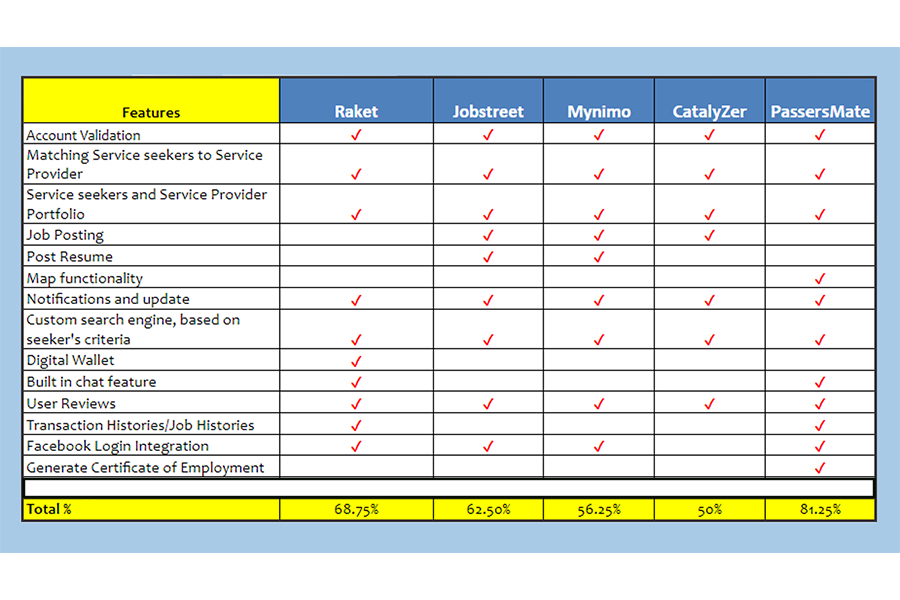 Features Raket Jobstreet Mynimo CatalyZer PassersMate
Account Validation ✓ ✓ ✓ ✓ ✓
Matching Service seekers to Service
Provider ✓ ✓ ✓ ✓ ✓
Service seekers and Service Provider
Portfolio ✓ ✓ ✓ ✓ ✓
Job Posting ✓ ✓ ✓
Post Resume ✓ ✓
Map functionality ✓
Notifications and update ✓ ✓ ✓ ✓ ✓
Custom search engine, based on
seeker's criteria ✓ ✓ ✓ ✓ ✓
Digital Wallet ✓
Built in chat feature ✓ ✓
User Reviews ✓ ✓ ✓ ✓ ✓
Transaction Histories/Job Histories ✓ ✓
Facebook Login Integration ✓ ✓ ✓ ✓
Generate Certificate of Employment ✓
Total % 68.75% 62.50% 56.25% 50% 81.25%